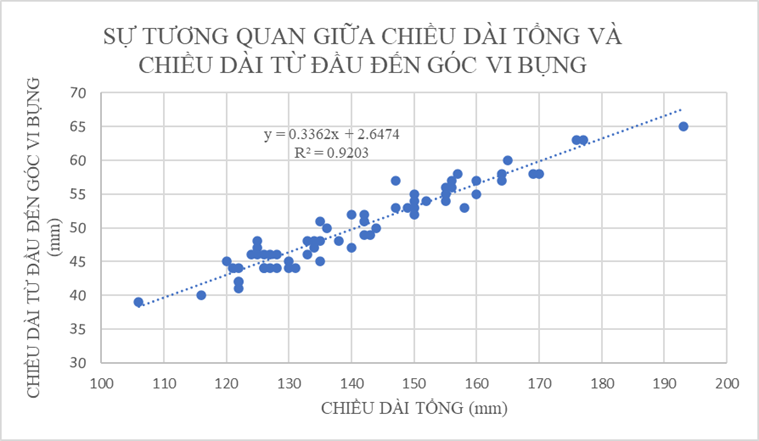 SỰ TƯƠNG QUAN GIỮA CHIỀU DÀI TỔNG VÀ
CHIỀU DÀI TỪ ĐẦU ĐẾN GÓC VI BỤNG
CHIỀU DÀI TỪ ĐẦU ĐẾN GÓC VI BỤNG
(mm)
70
65
60
55
50
45
40
35
30
y = 0.3362x + 2.6474
R² = 0.9203
100 110 120 130 140 150 160 170 180 190 200
CHIỀU DÀI TỔNG (mm)